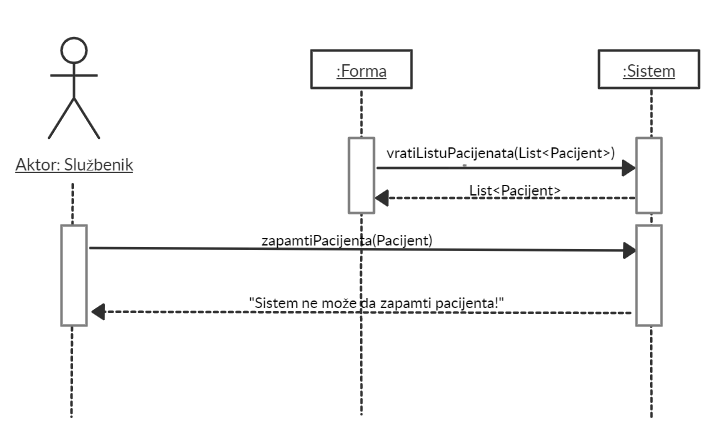 :Forma
:Sistem
Aktor: Službenik
vratiListuPacijenata(List<Pacijent>)
List<Pacijent>
zapamtiPacijenta(Pacijent)
"Sistem ne može da zapamti pacijenta!"